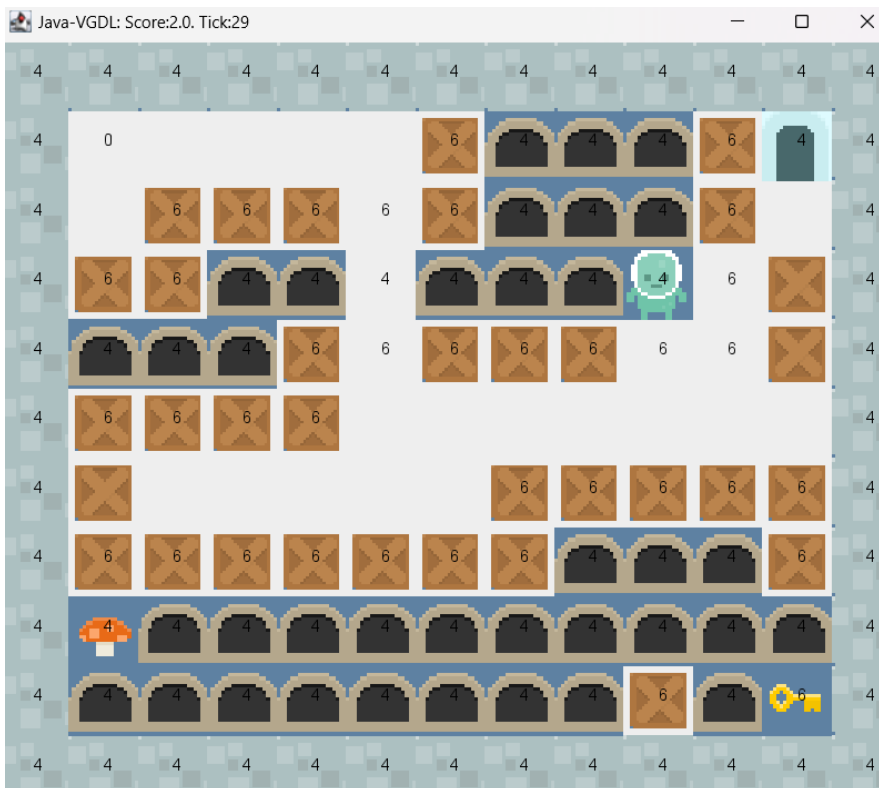 Java-VGDL: Score:2.0. Tick:29
4 4 4 4 4 4 4 4 4 4 4 4 4
4 0 6 4 4 4 6 4 4
4 6 6 6 6 6 4 4 4 6 4
4 6 6 4 4 4 4 4 4 4 6 4
4 4 4 4 6 6 6 6 6 6 6 4
4 6 6 6 6 4
4 6 6 6 6 6 4
4 6 6 6 6 6 6 6 4 4 4 6 4
4 4 4 4 4 4 4 4 4 4 4 4 4
4 4 4 4 4 4 4 4 4 6 4 6 4
4 4 4 4 4 4 4 4 4 4 4 4 4